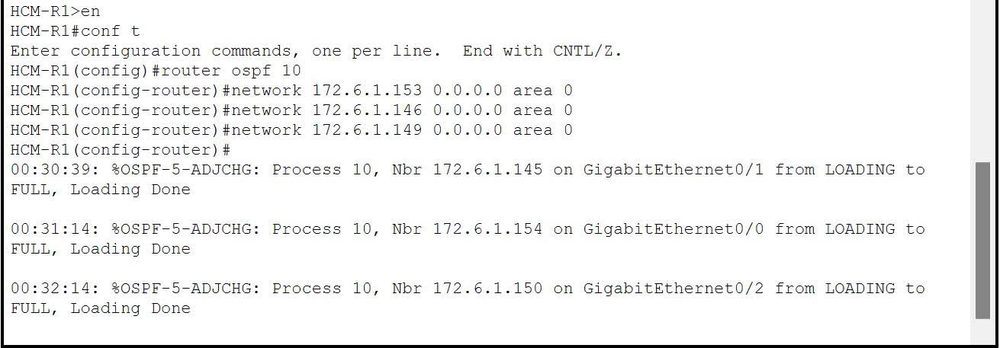 HCM-R1>en
HCM-R1#conf t
Enter configuration commands, one per line.  End with CNTL/Z.
HCM-R1(config)#router ospf 10
HCM-R1(config-router)#network 172.6.1.153 0.0.0.0 area 0
HCM-R1(config-router)#network 172.6.1.146 0.0.0.0 area 0
HCM-R1(config-router)#network 172.6.1.149 0.0.0.0 area 0
HCM-R1(config-router)#
00:30:39: %OSPF-5-ADJCHG: Process 10, Nbr 172.6.1.145 on GigabitEthernet0/1 from LOADING to
FULL, Loading Done
00:31:14: %OSPF-5-ADJCHG: Process 10, Nbr 172.6.1.154 on GigabitEthernet0/0 from LOADING to
FULL, Loading Done
00:32:14: %OSPF-5-ADJCHG: Process 10, Nbr 172.6.1.150 on GigabitEthernet0/2 from LOADING to
FULL, Loading Done